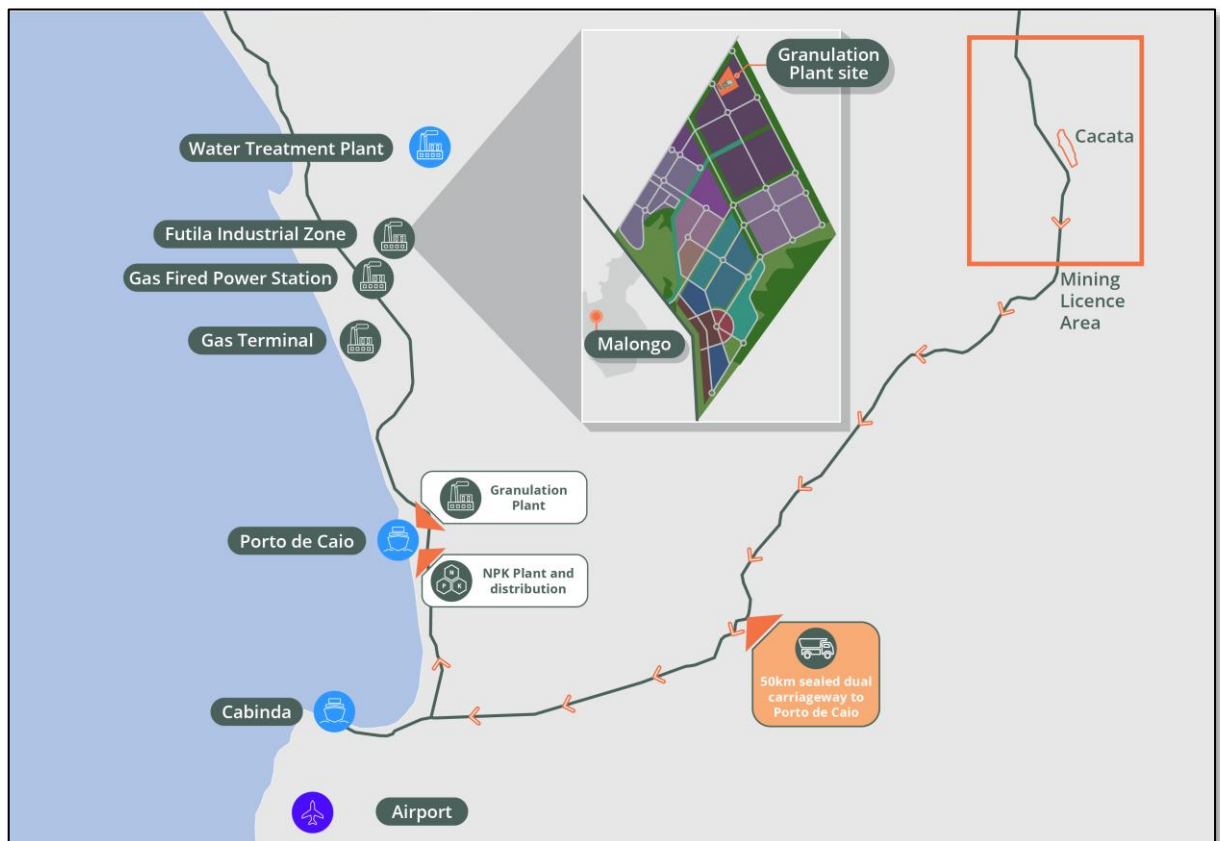 Granulation
Plant site
Cacata
Water Treatment Plant
Futila Industrial Zone
Gas Fired Power Station
Mining
Licence
Area
Gas Terminal
Malongo
Granulation
Plant
Porto de Caio
N
P
K
NPK Plant and
distribution
50km sealed dual
carriageway to
Porto de Caio
Cabinda
Airport